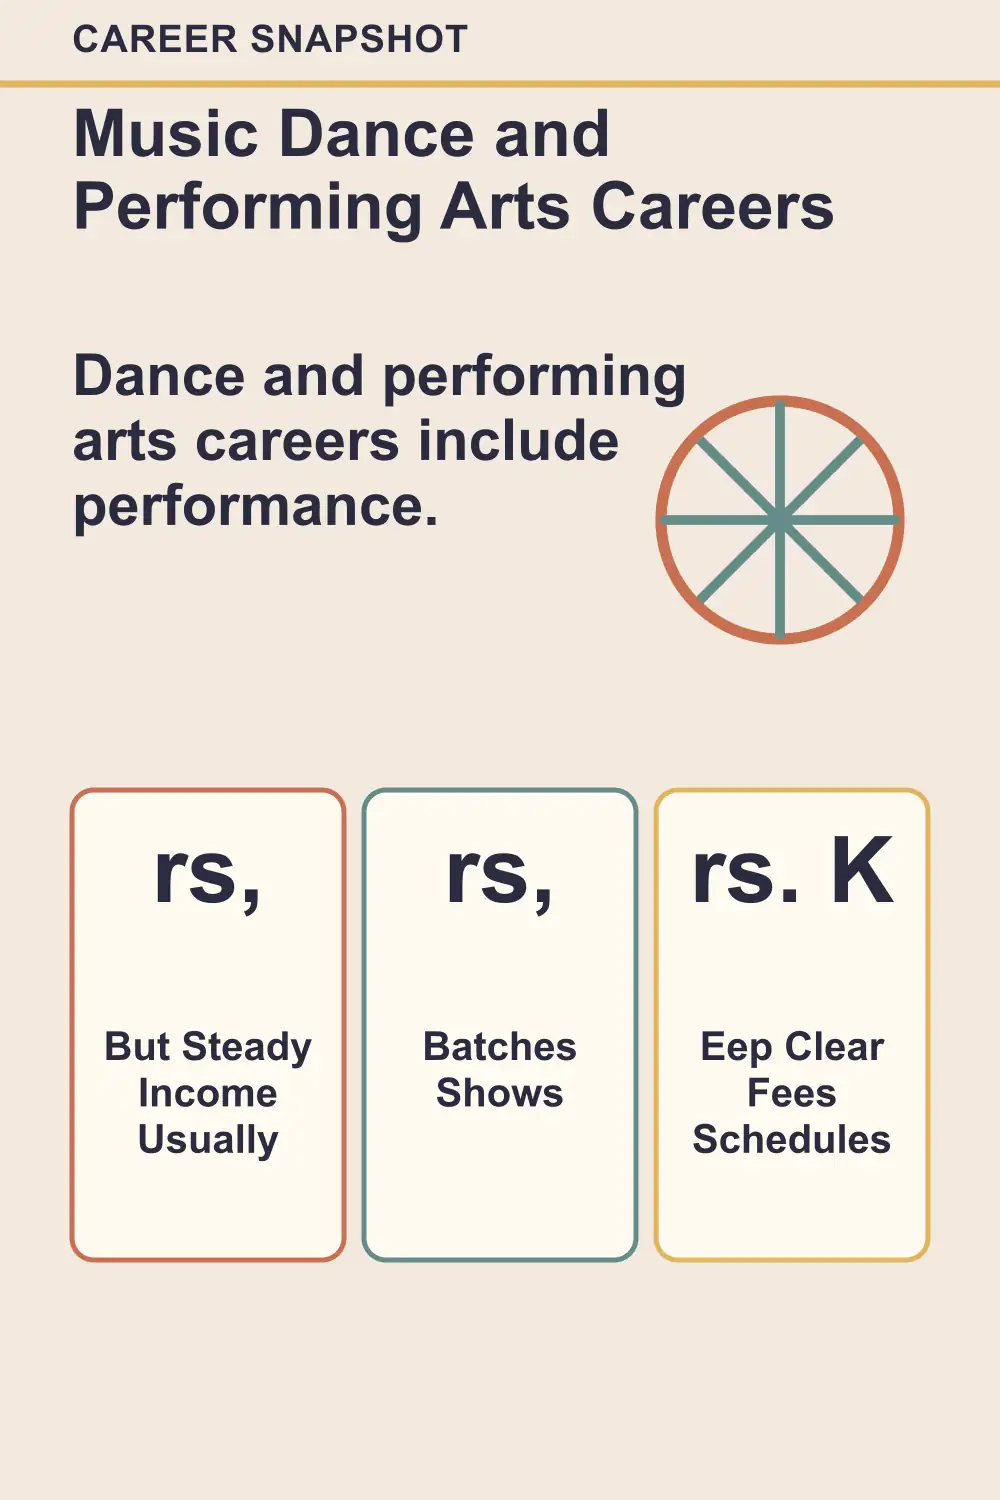 CAREER SNAPSHOT
Music Dance and
Performing Arts Careers
Dance and performing
arts careers include
performance.
rs,
But Steady
Income
Usually
rs,
Batches
Shows
rs. K
Eep Clear
Fees
Schedules